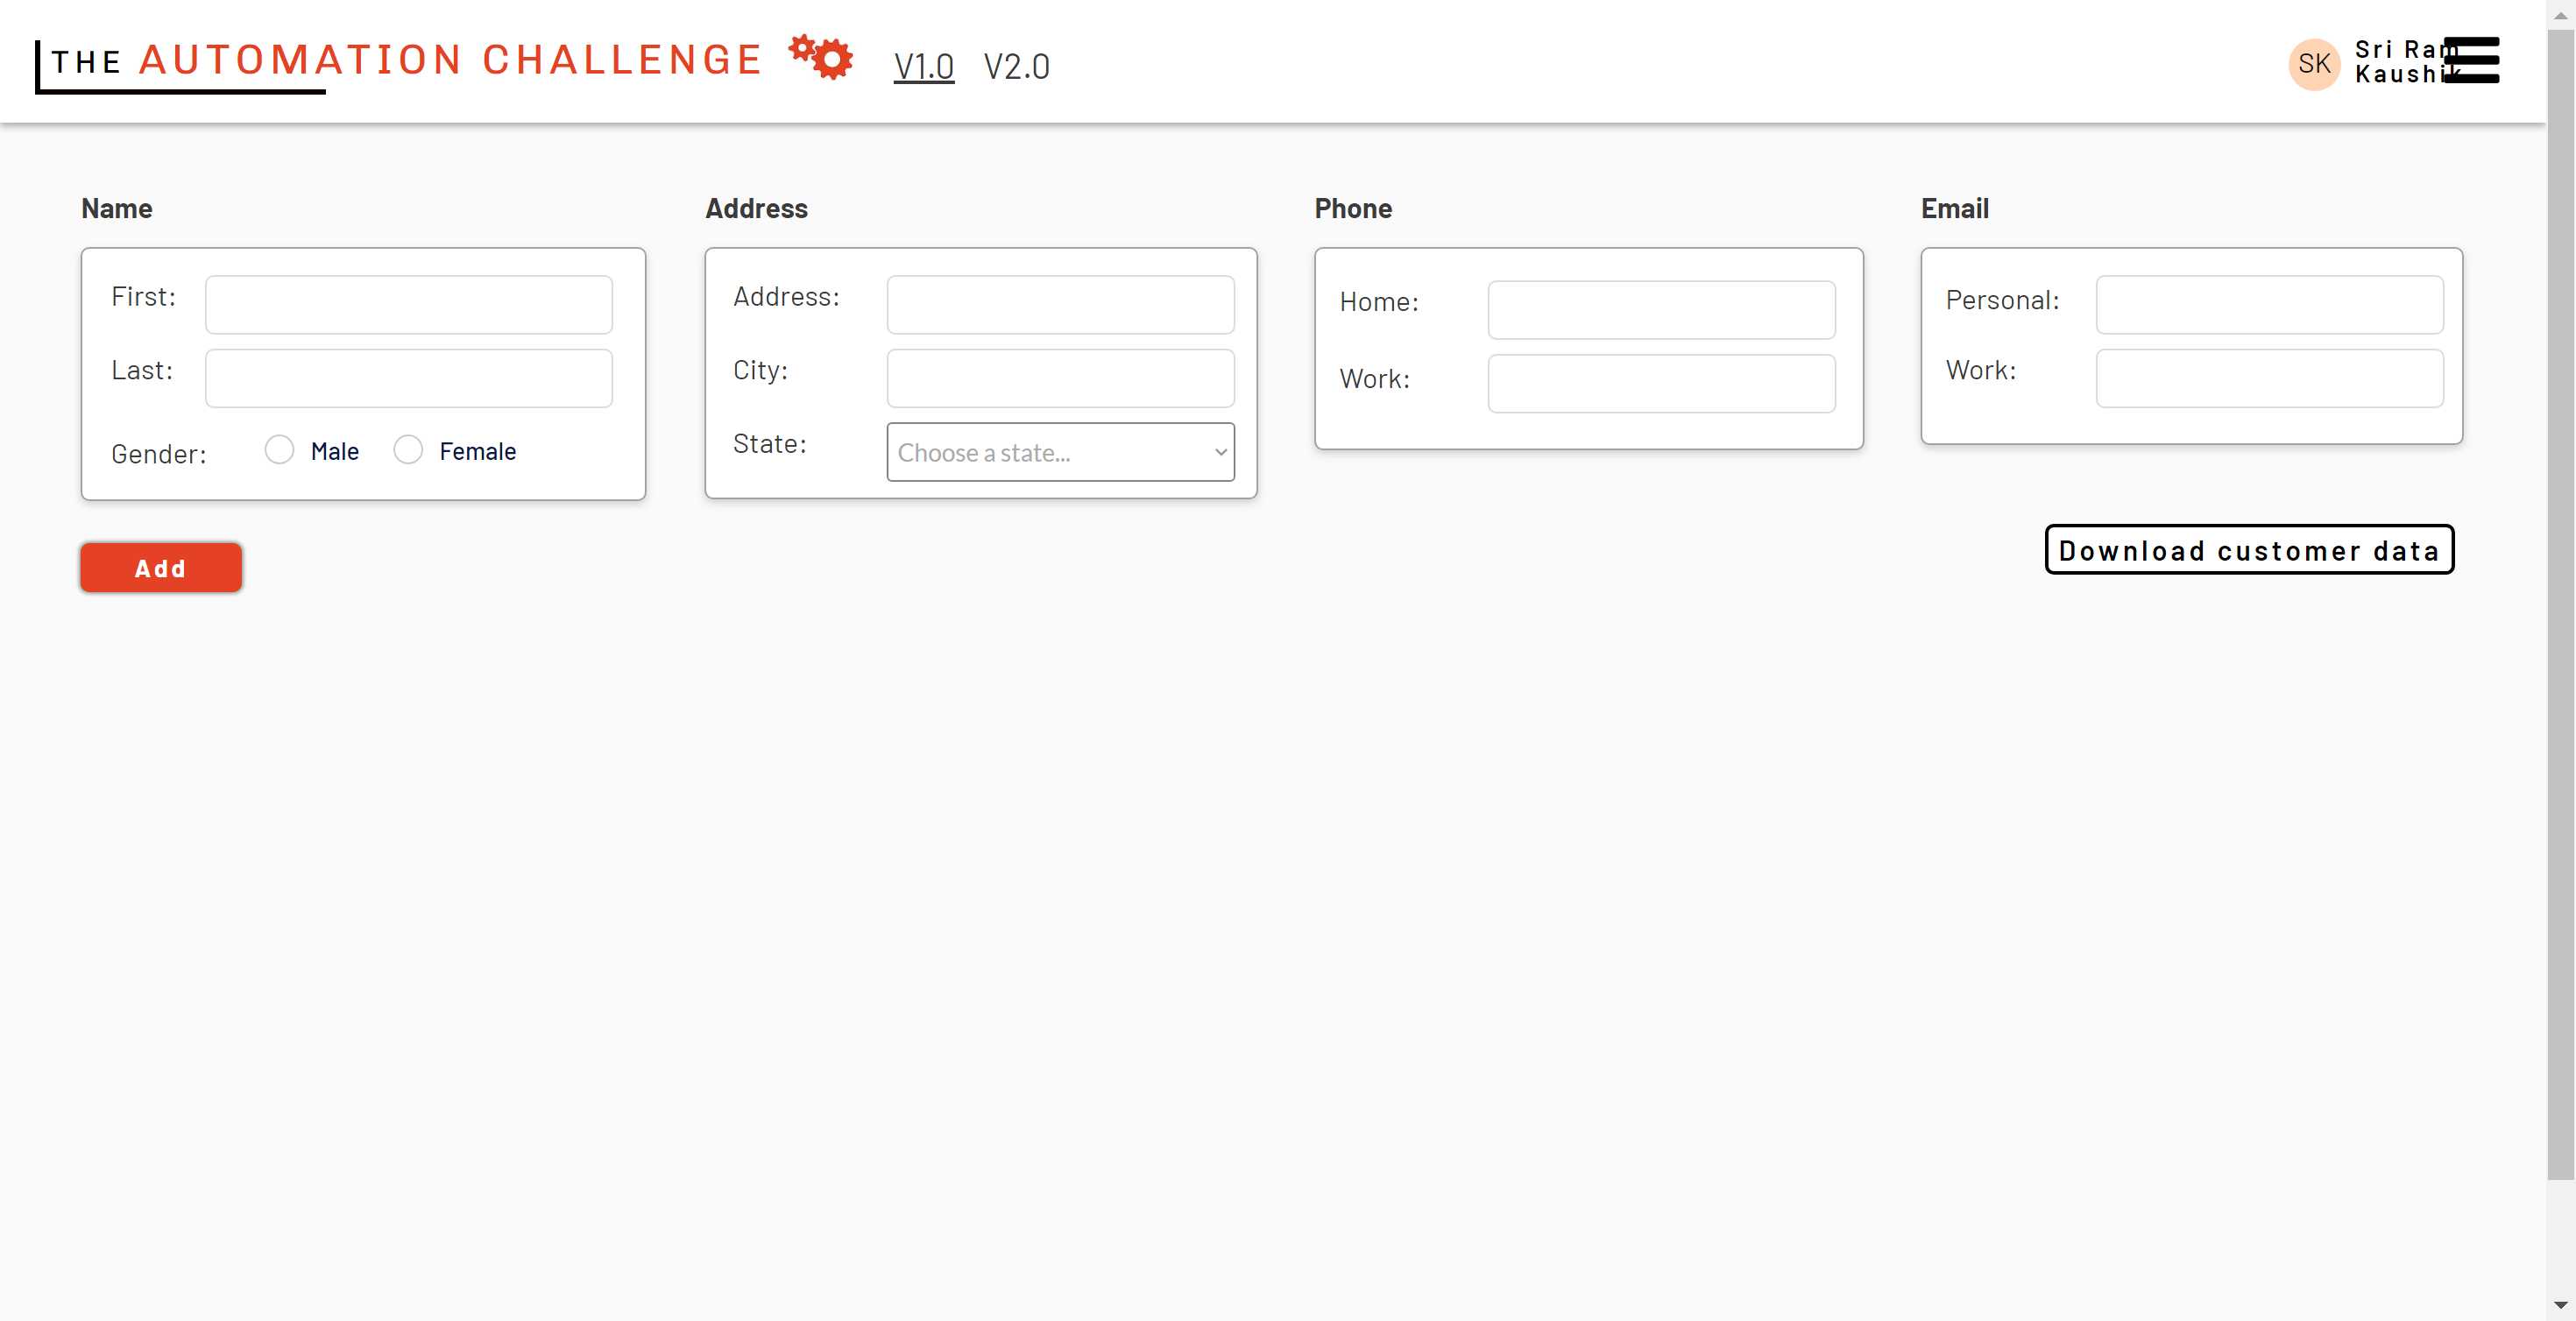 THE AUTOMATION CHALLENGE V1.0 V2.0
SK Sri Ram
Kaushik
Name
First:
Last:
Gender: Male Female
Address
Address:
City:
State: Choose a state...
Phone
Home:
Work:
Email
Personal:
Work:
Add
Download customer data